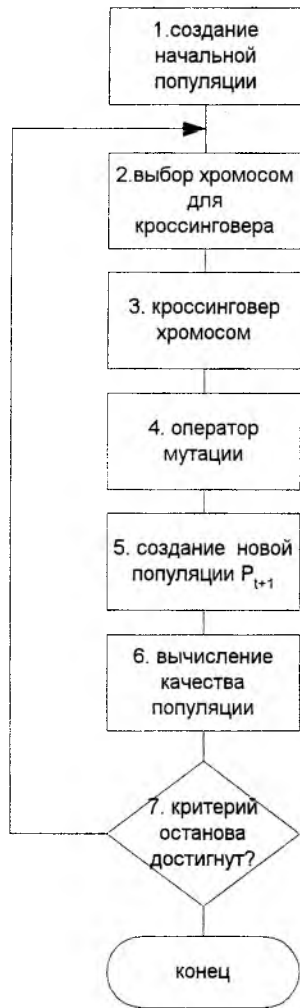 1.создание
начальной
популяции
2.выбор хромосом
для
кроссинговера
3. кроссинговер
хромосом
4. оператор
мутации
5. создание новой
популяции P_{t+1}
6. вычисление
качества
популяции
7. критерий
останова
достигнут?
конец